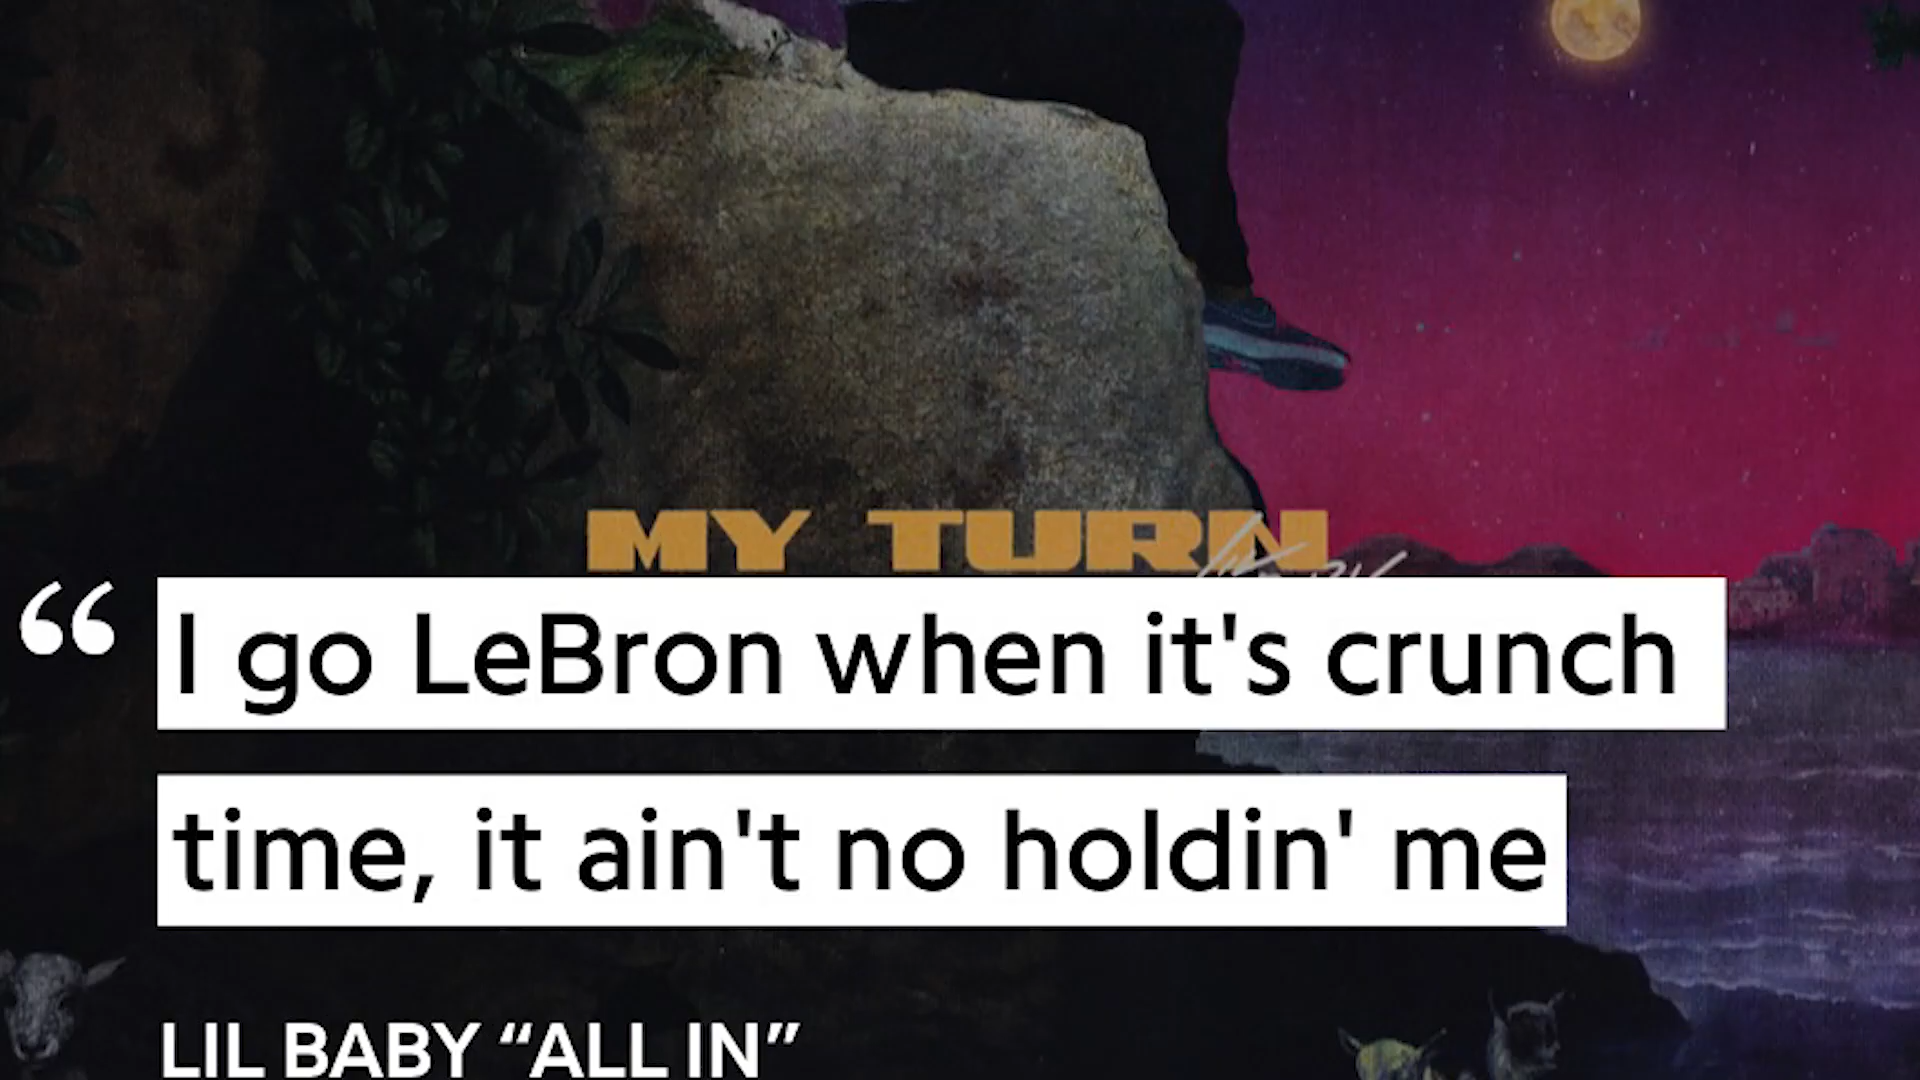 MY TURN
“ I go LeBron when it's crunch
time, it ain't no holdin' me
LIL BABY “ALL IN”